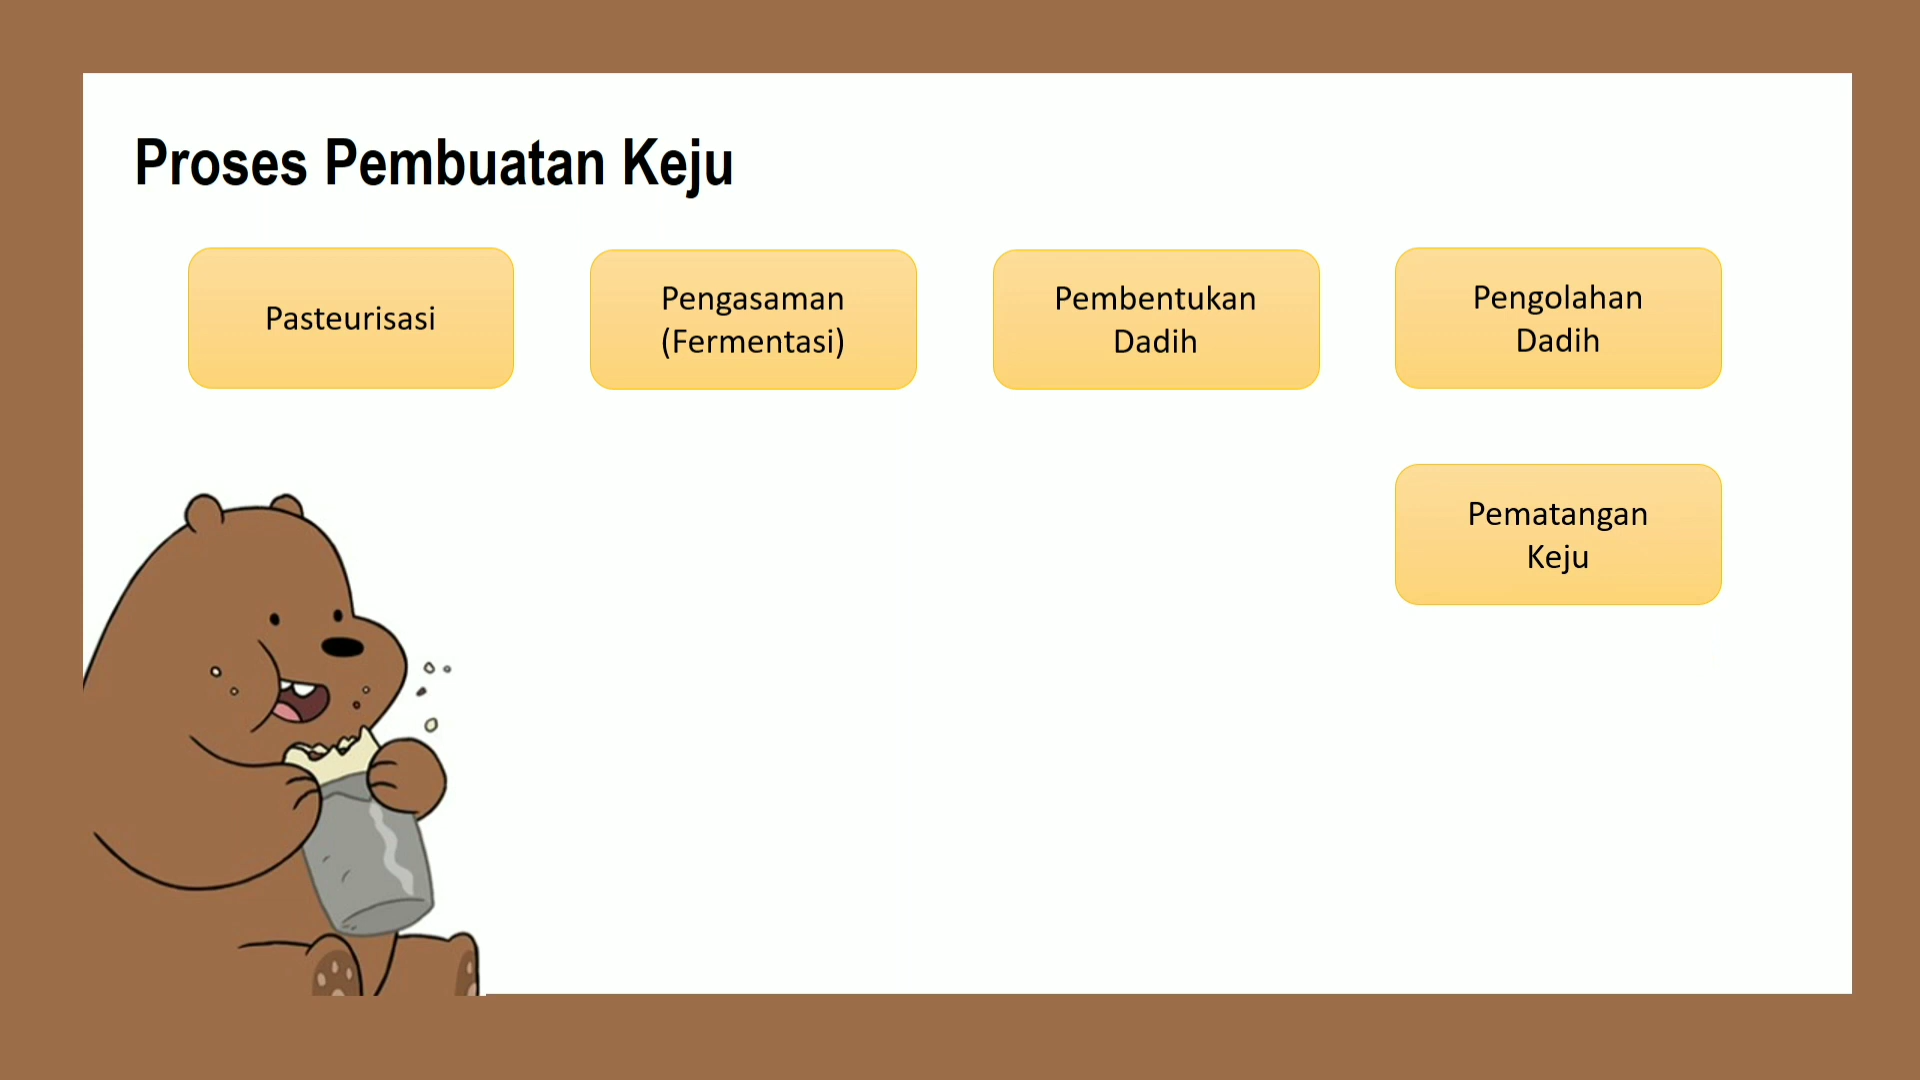 Proses Pembuatan Keju
Pasteurisasi
Pengasaman
(Fermentasi)
Pembentukan
Dadih
Pengolahan
Dadih
Pematangan
Keju